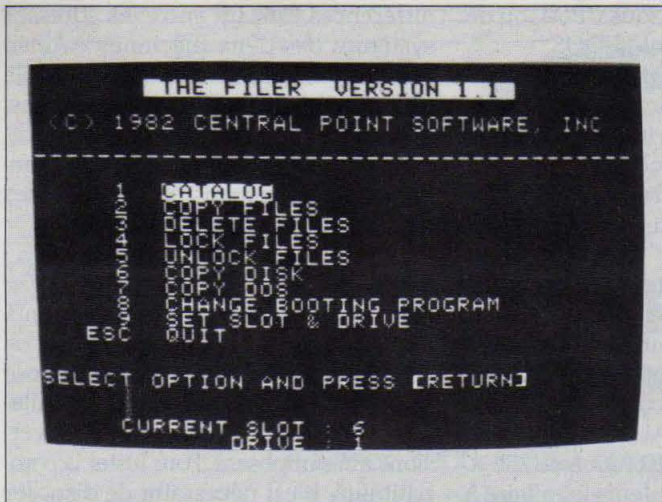 THE FILER VERSION 1.1
(C) 1982 CENTRAL POINT SOFTWARE, INC
--------------------------------------
1 CATALOG
2 COPY FILES
3 DELETE FILES
4 LOCK FILES
5 UNLOCK FILES
6 COPY DISK
7 COPY DOS
8 CHANGE BOOTING PROGRAM
9 SET SLOT & DRIVE
ESC QUIT
SELECT OPTION AND PRESS [RETURN]
CURRENT SLOT : 6
DRIVE : 1